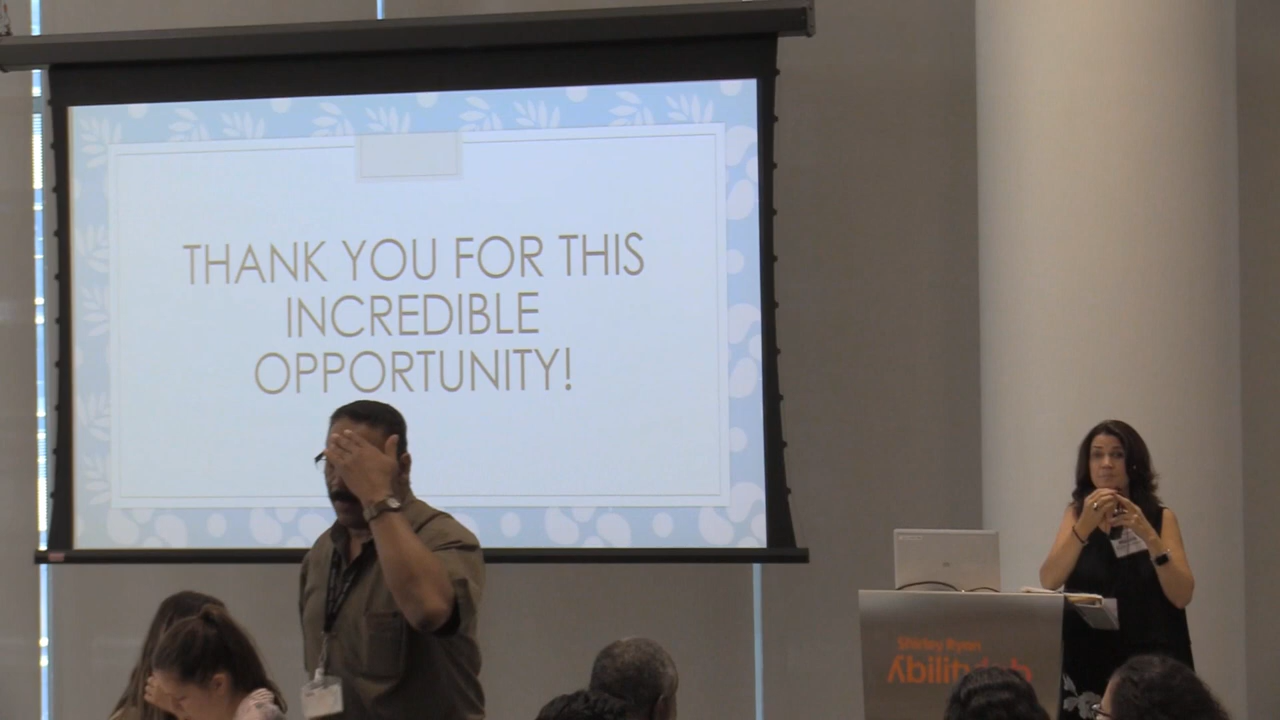 THANK YOU FOR THIS
INCREDIBLE
OPPORTUNITY!
Shirley Ryan
AbilityLab